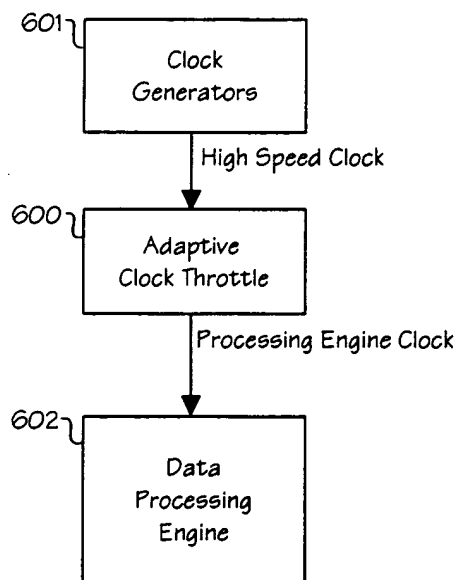 601
Clock
Generators
High Speed Clock
600
Adaptive
Clock Throttle
Processing Engine Clock
602
Data
Processing
Engine